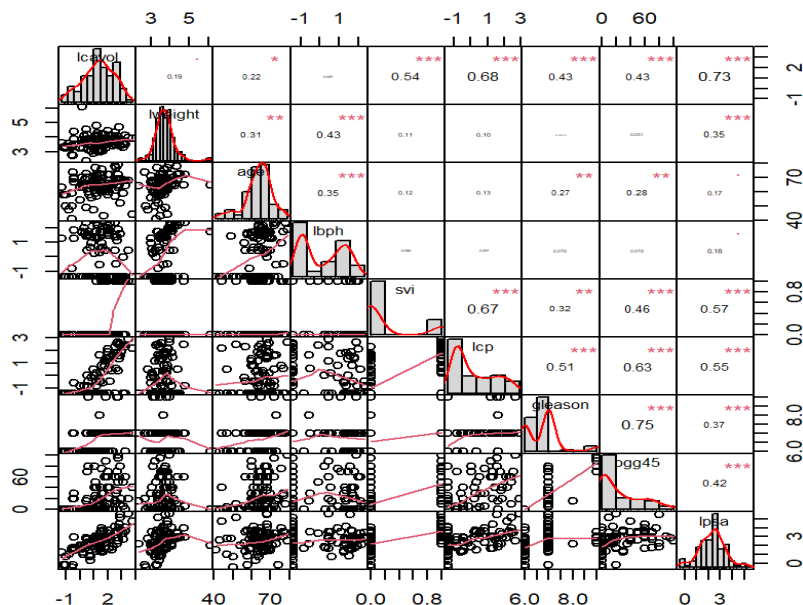 3 5 -1 1 -1 1 3 0 60
lcavol 0.19 . 0.22 * 0.54 *** 0.68 *** 0.43 *** 0.43 *** 0.73 *** -1 2
3 5 lweight 0.31 ** 0.43 *** 0.11 0.10 0.35 ***
age 0.35 *** 0.12 0.13 0.27 ** 0.28 ** 0.17 . 40 70
-1 1 lbph 0.18 .
svi 0.67 *** 0.32 ** 0.46 *** 0.57 *** 0.0 0.8
-1 1 3 lcp 0.51 *** 0.63 *** 0.55 ***
gleason 0.75 *** 0.37 *** 6.0 8.0
0 60 pgg45 0.42 ***
lpsa 0 3
-1 2 40 70 0.0 0.8 6.0 8.0 0 3